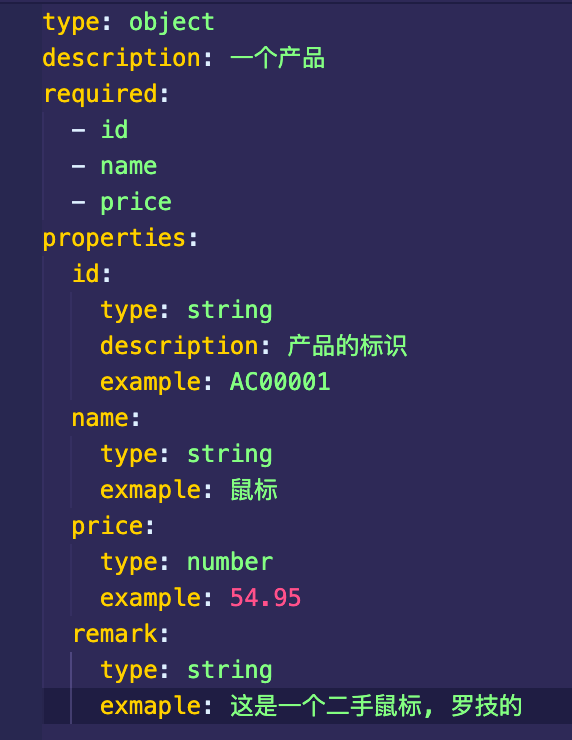 type: object
description: 一个产品
required:
  - id
  - name
  - price
properties:
  id:
    type: string
    description: 产品的标识
    example: AC00001
  name:
    type: string
    exmaple: 鼠标
  price:
    type: number
    example: 54.95
  remark:
    type: string
    exmaple: 这是一个二手鼠标, 罗技的